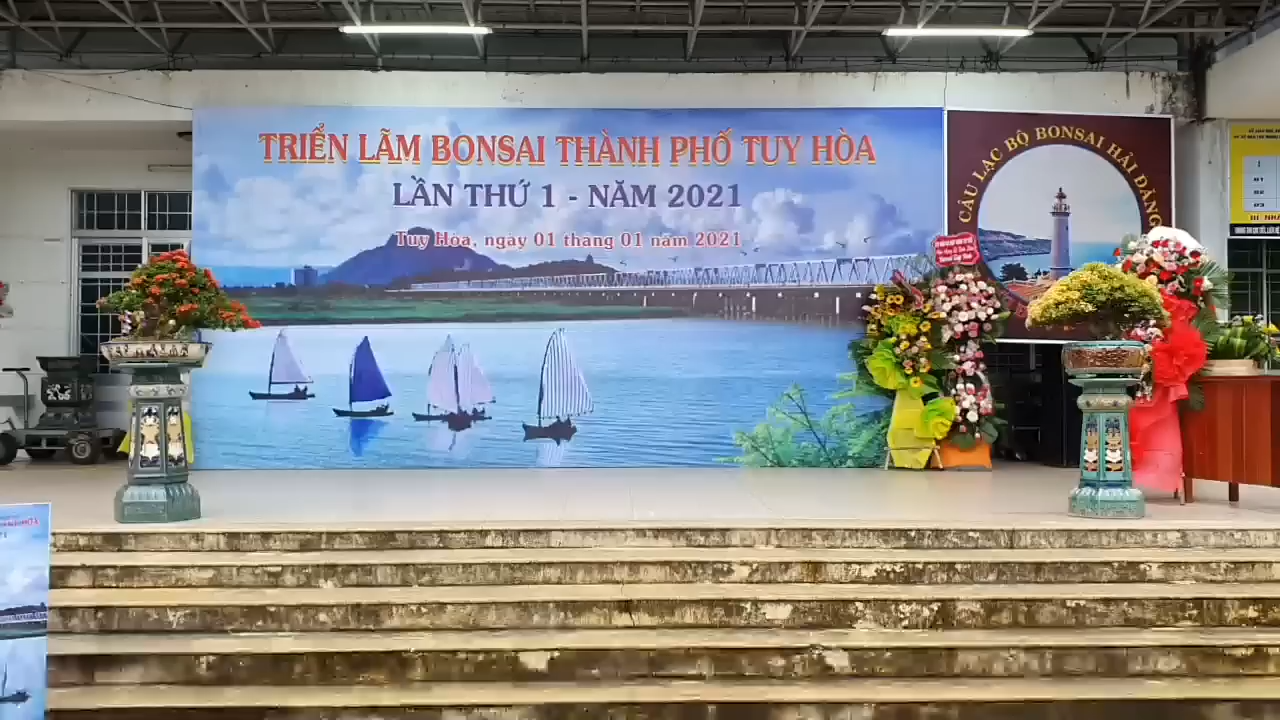 TRIỂN LÃM BONSAI THÀNH PHỐ TUY HÒA
LẦN THỨ 1 - NĂM 2021
Tuy Hòa, ngày 01 tháng 01 năm 2021
CÂU LẠC BỘ BONSAI HẢI ĐĂNG